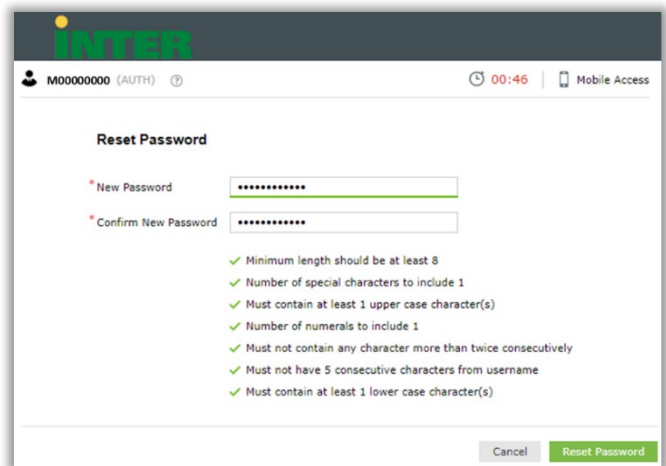 INTER
M00000000 (AUTH) ? 00:46 Mobile Access
Reset Password
* New Password ••••••••••••
* Confirm New Password ••••••••••••
✓ Minimum length should be at least 8
✓ Number of special characters to include 1
✓ Must contain at least 1 upper case character(s)
✓ Number of numerals to include 1
✓ Must not contain any character more than twice consecutively
✓ Must not have 5 consecutive characters from username
✓ Must contain at least 1 lower case character(s)
Cancel Reset Password